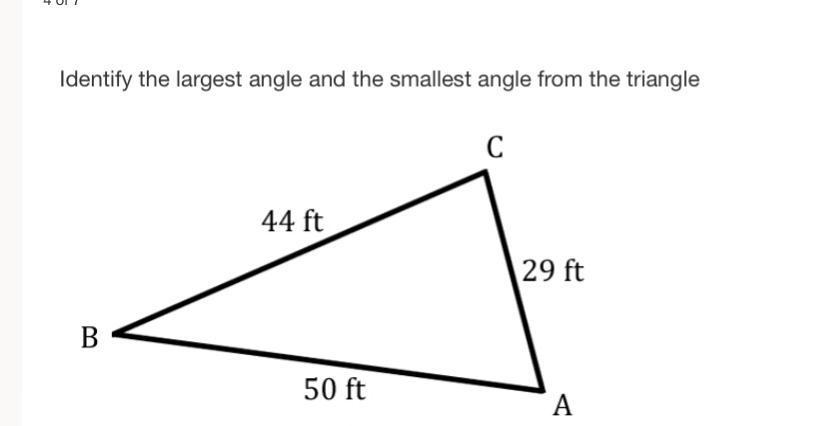 Identify the largest angle and the smallest angle from the triangle
C
44 ft
29 ft
B
50 ft
A